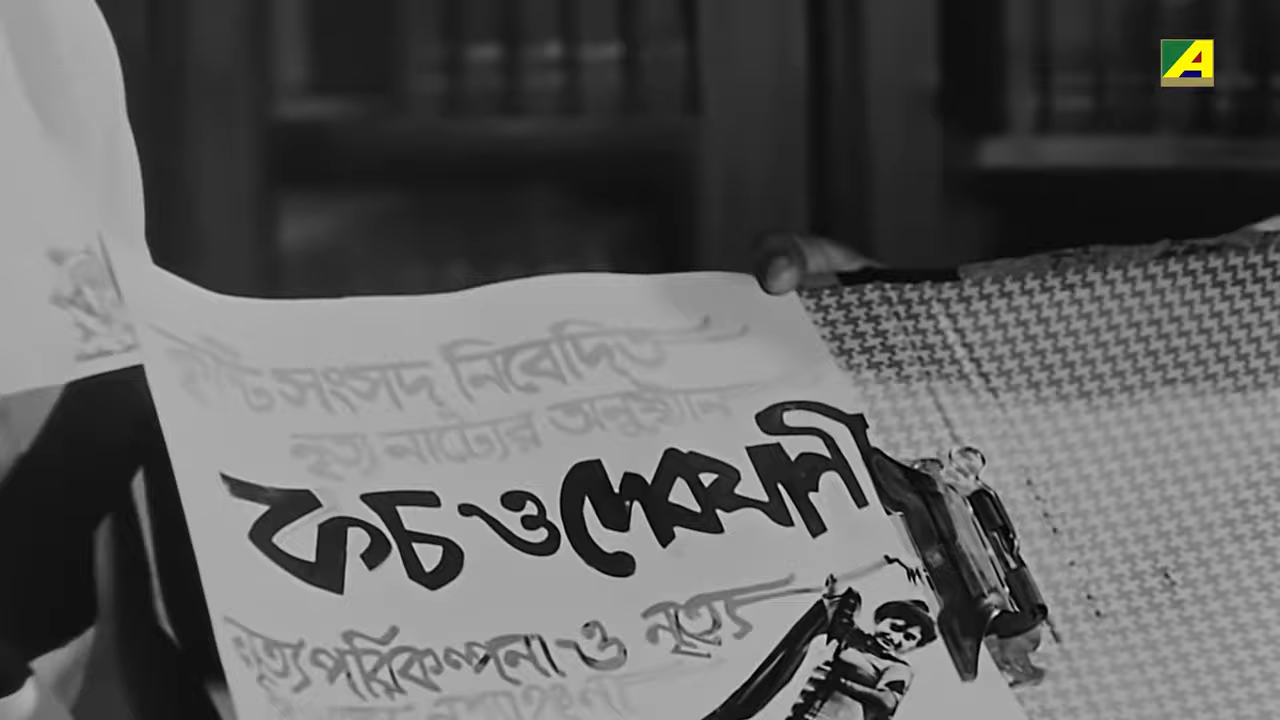 সংসদ নিবেদিত
নৃত্য নাট্যের অনুষ্ঠান
কচ ও দেবযানী
নৃত্য পরিকল্পনা ও নৃত্য